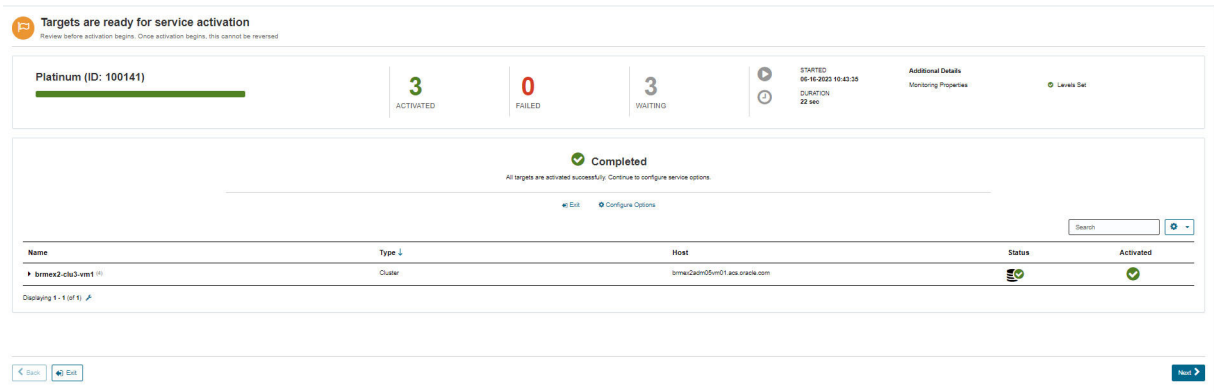 Targets are ready for service activation
Review before activation begins. Once activation begins, this cannot be reversed
Platinum (ID: 100141)
3
ACTIVATED
0
FAILED
3
WAITING
STARTED
06-16-2023 10:43:35
DURATION
22 sec
Additional Details
Monitoring Properties
Levels Set
Completed
All targets are activated successfully. Continue to configure service options.
Exit Configure Options
Search
Name Type Host Status Activated
brmex2-clu3-vm1 (4) Cluster brmex2adm05vm01.acs.oracle.com
Displaying 1 - 1 (of 1)
Back Exit Next